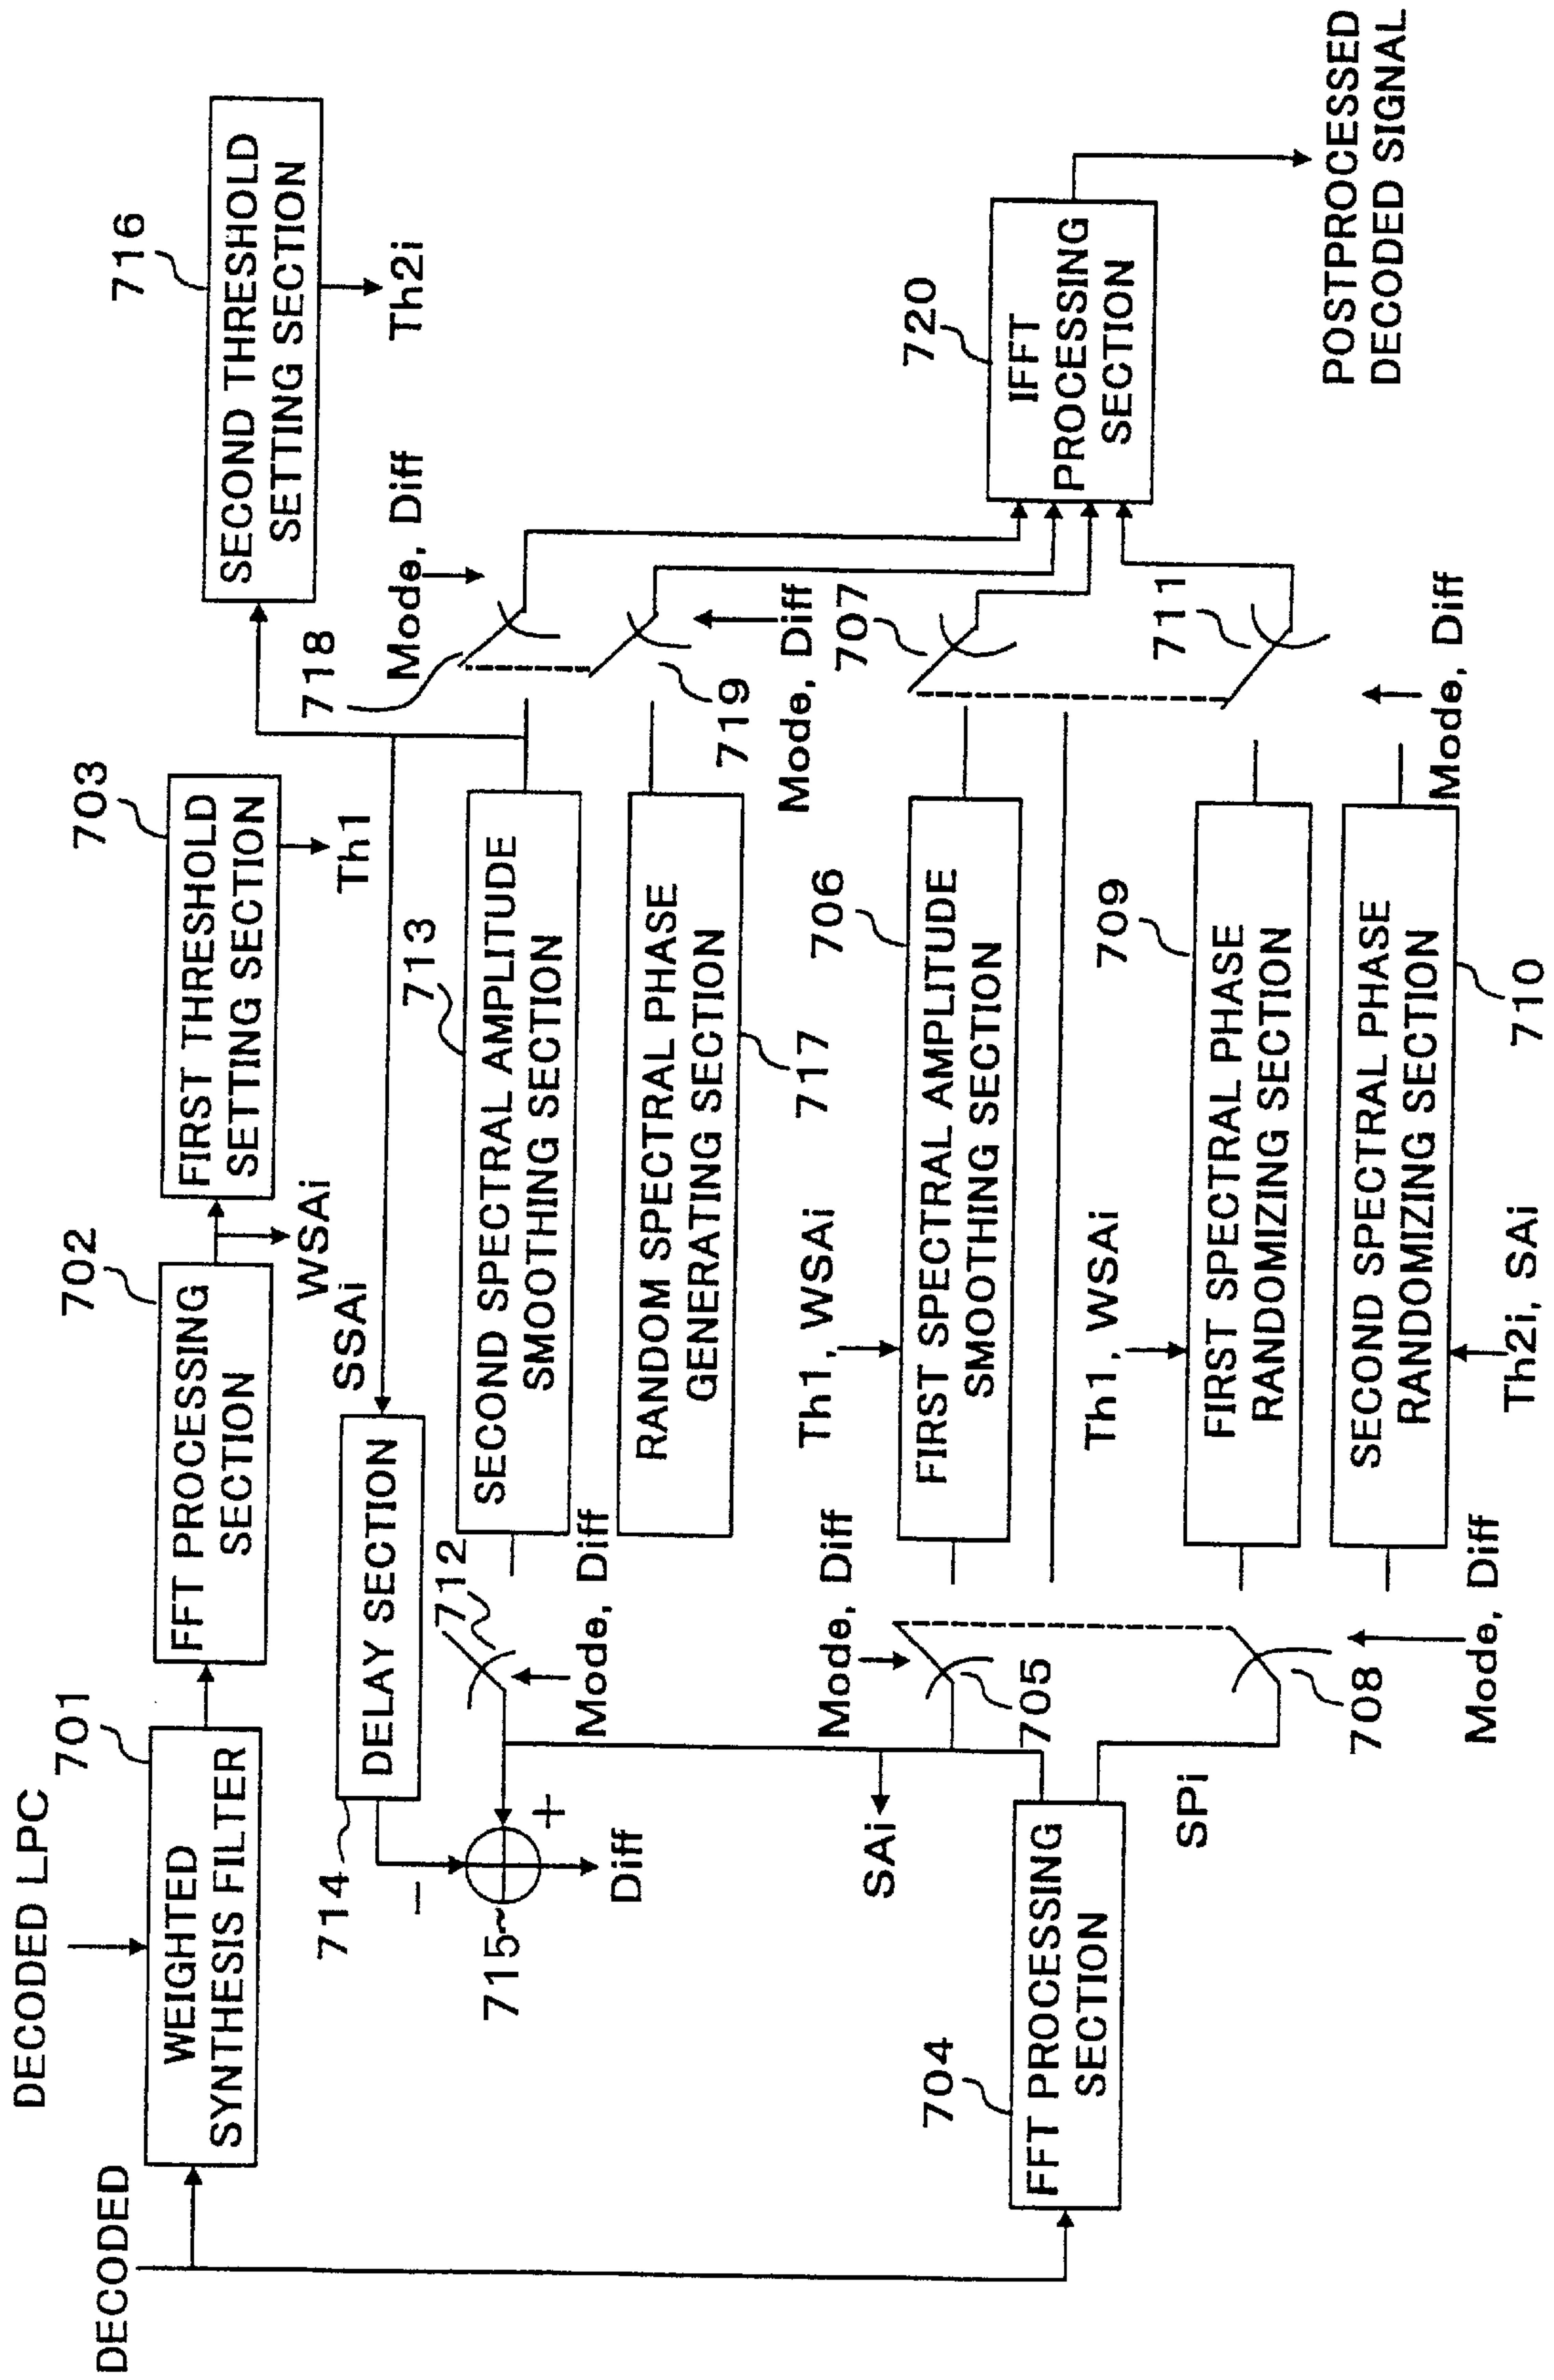 DECODED LPC
DECODED
701
WEIGHTED
SYNTHESIS FILTER
702
FFT PROCESSING
SECTION
WSAi
703
FIRST THRESHOLD
SETTING SECTION
Th1
716
SECOND THRESHOLD
SETTING SECTION
Th2i
714
DELAY SECTION
SSAi
715
−
+
Diff
712
Mode, Diff
713
SECOND SPECTRAL AMPLITUDE
SMOOTHING SECTION
RANDOM SPECTRAL PHASE
GENERATING SECTION
717
718
Mode, Diff
719
Mode, Diff
704
FFT PROCESSING
SECTION
SAi
SPi
Mode, Diff
705
708
Mode, Diff
Th1, WSAi
706
FIRST SPECTRAL AMPLITUDE
SMOOTHING SECTION
707
Th1, WSAi
709
FIRST SPECTRAL PHASE
RANDOMIZING SECTION
SECOND SPECTRAL PHASE
RANDOMIZING SECTION
710
Th2i, SAi
711
Mode, Diff
720
IFFT
PROCESSING
SECTION
POSTPROCESSED
DECODED SIGNAL